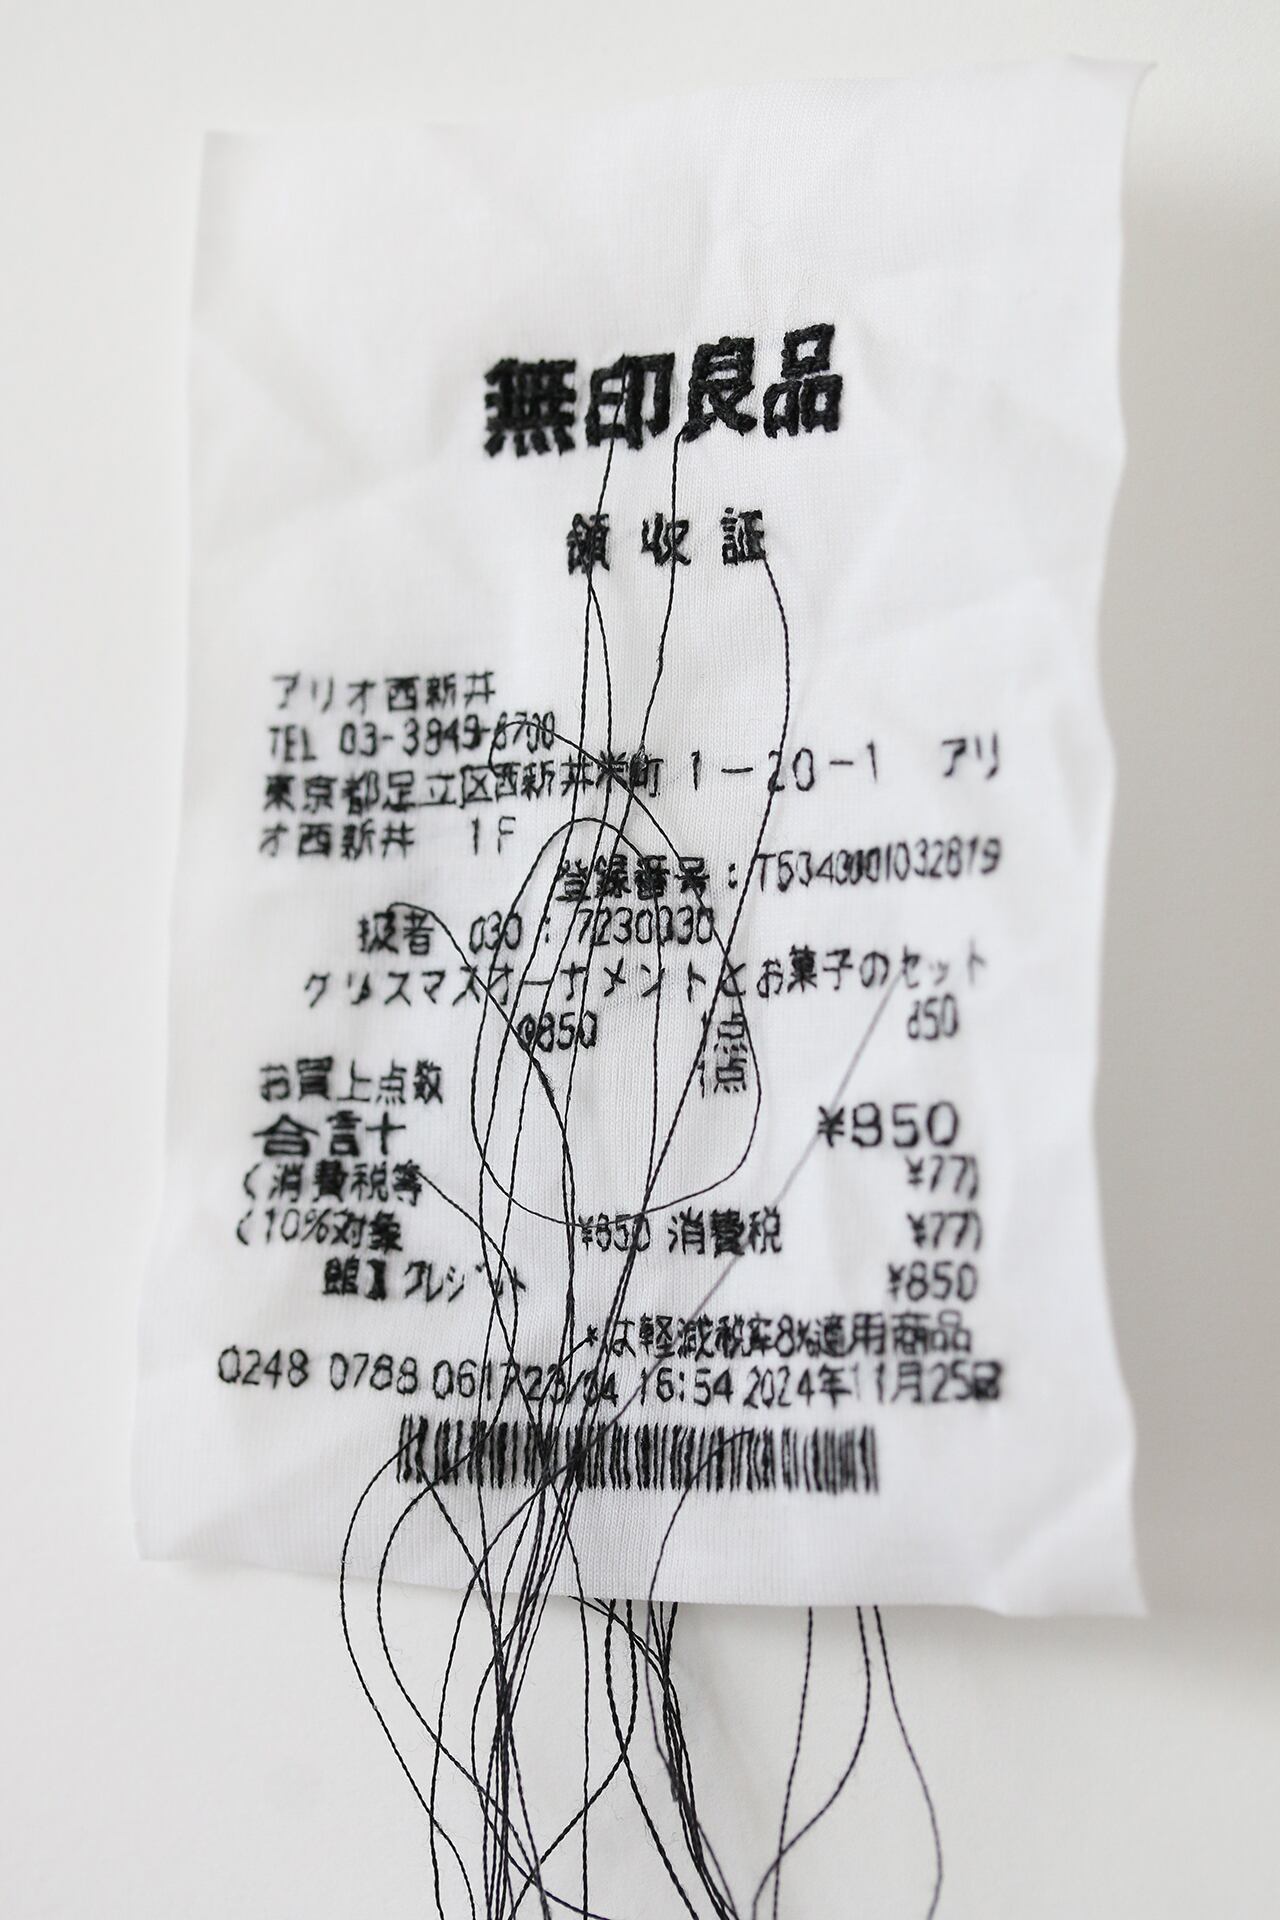 無印良品
領収証
アリオ西新井
TEL 03-3849-6700
東京都足立区西新井栄町 1-20-1 アリ
オ西新井 1F
登録番号:T5340001032819
扱者 030:7230030
クリスマスオーナメントとお菓子のセット
0850 1点 850
お買上点数 1点
合計 ¥850
(消費税等 ¥77)
(10%対象 ¥850 消費税 ¥77)
クレジット ¥850
*は軽減税率8%適用商品
0248 0788 16:54 2024年11月25日